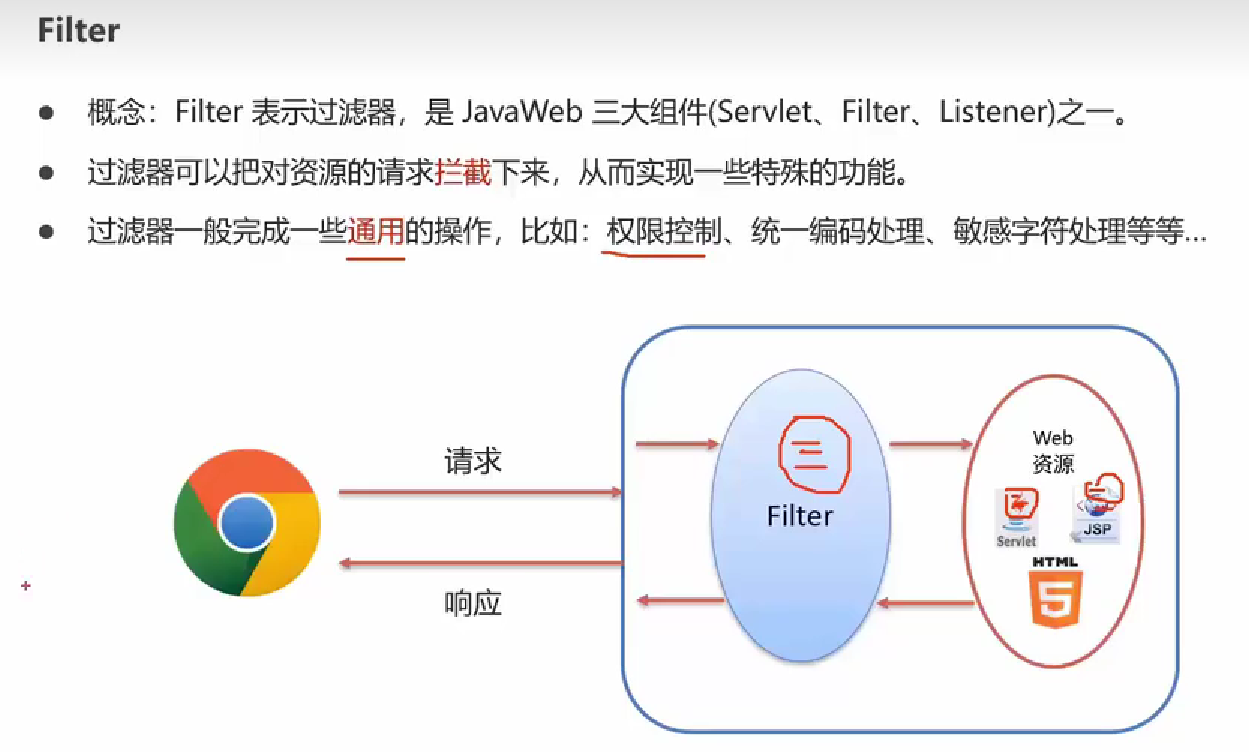 Filter
概念：Filter 表示过滤器，是 JavaWeb 三大组件(Servlet、Filter、Listener)之一。
过滤器可以把对资源的请求拦截下来，从而实现一些特殊的功能。
过滤器一般完成一些通用的操作，比如：权限控制、统一编码处理、敏感字符处理等等...
请求
响应
Filter
Web
资源
Servlet
JSP
HTML
5